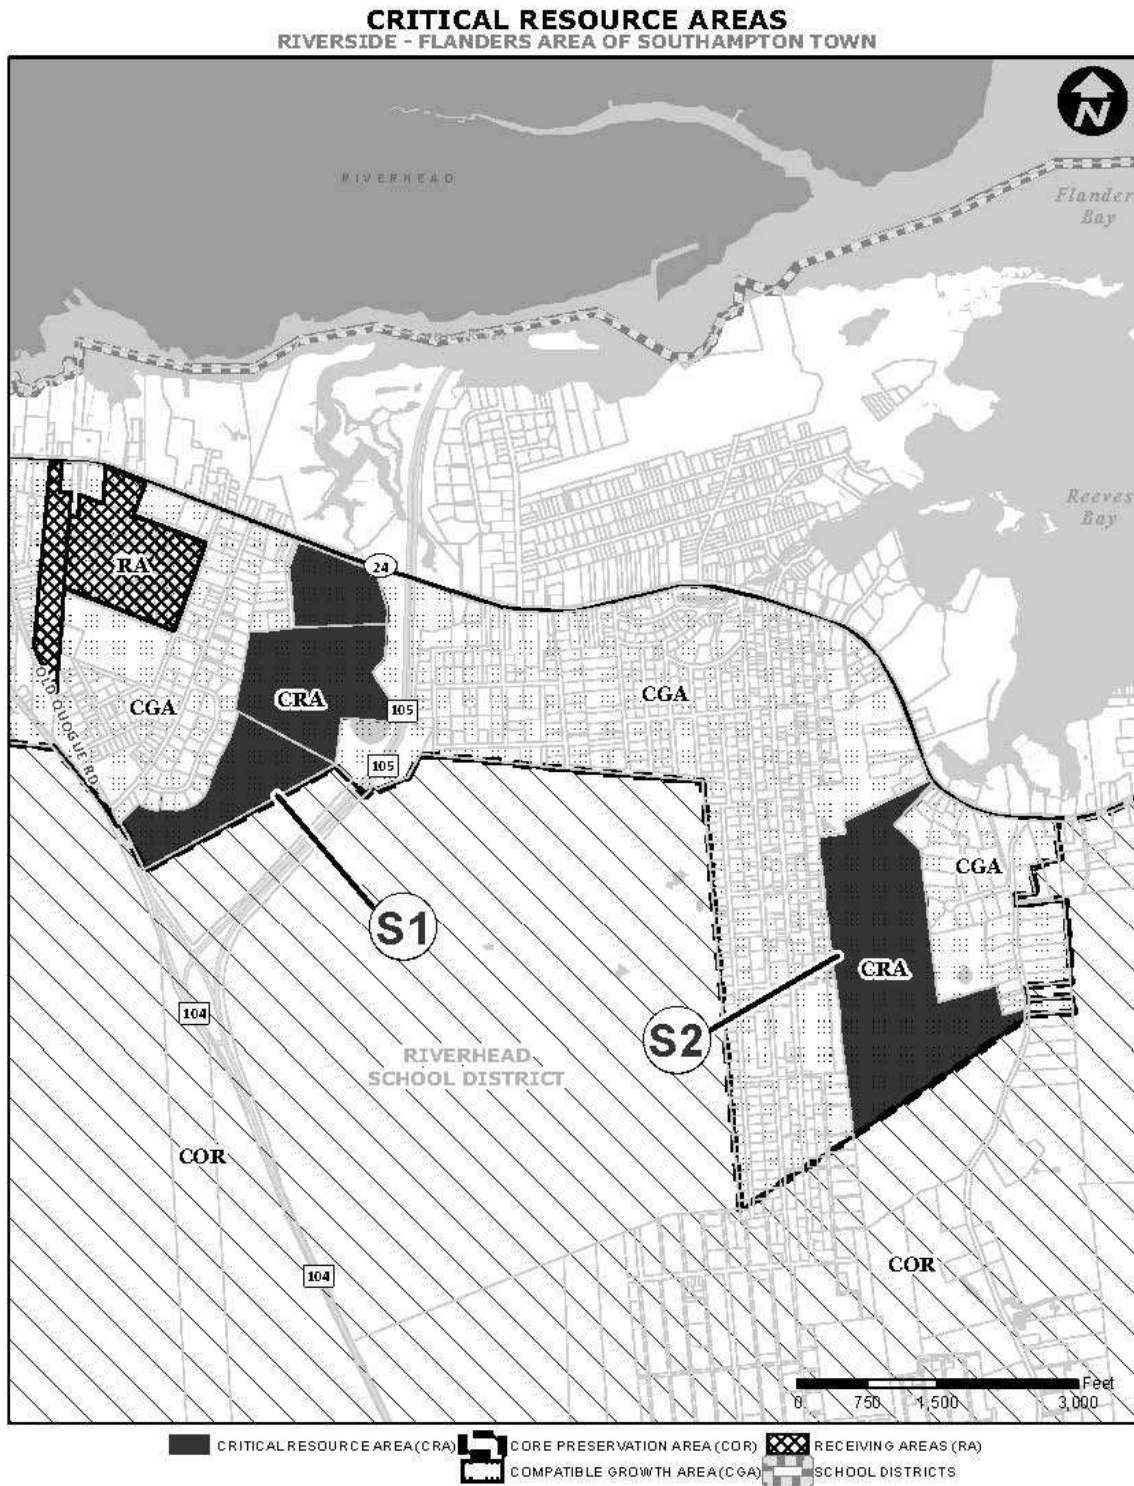 CRITICAL RESOURCE AREAS
RIVERSIDE - FLANDERS AREA OF SOUTHAMPTON TOWN
N
RIVERHEAD
Flander
Bay
Reeves
Bay
RA
24
CGA
CRA
CGA
105
OLD QUOGUE RD
105
CGA
S1
CRA
104
S2
RIVERHEAD
SCHOOL DISTRICT
COR
COR
104
Feet
0 750 1,500 3,000
CRITICAL RESOURCE AREA (CRA) CORE PRESERVATION AREA (COR) RECEIVING AREAS (RA)
COMPATIBLE GROWTH AREA (CGA) SCHOOL DISTRICTS